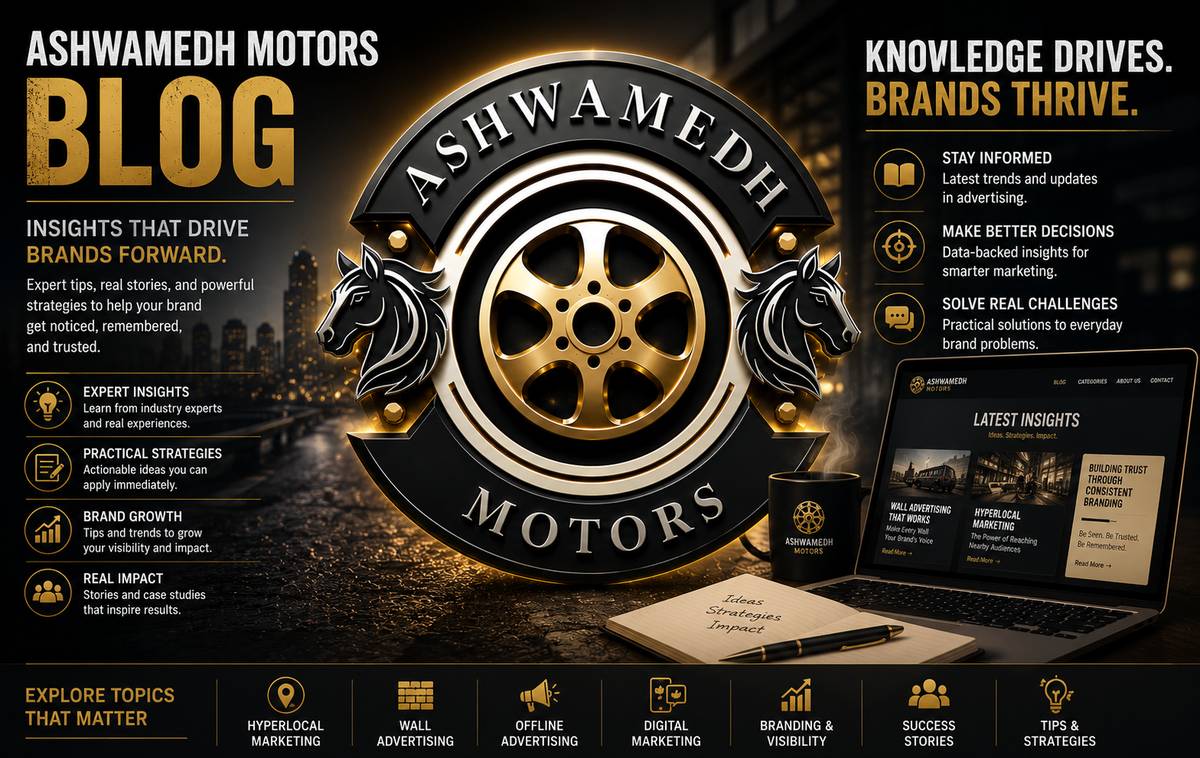 ASHWAMEDH MOTORS
BLOG
INSIGHTS THAT DRIVE
BRANDS FORWARD.
Expert tips, real stories, and powerful
strategies to help your brand
get noticed, remembered,
and trusted.
EXPERT INSIGHTS
Learn from industry experts
and real experiences.
PRACTICAL STRATEGIES
Actionable ideas you can
apply immediately.
BRAND GROWTH
Tips and trends to grow
your visibility and impact.
REAL IMPACT
Stories and case studies
that inspire results.
ASHWAMEDH
MOTORS
KNOWLEDGE DRIVES.
BRANDS THRIVE.
STAY INFORMED
Latest trends and updates
in advertising.
MAKE BETTER DECISIONS
Data-backed insights for
smarter marketing.
SOLVE REAL CHALLENGES
Practical solutions to everyday
brand problems.
ASHWAMEDH
MOTORS
BLOG CATEGORIES ABOUT US CONTACT
LATEST INSIGHTS
Ideas. Strategies. Impact.
WALL ADVERTISING
THAT WORKS
Make Every Wall
Your Brand's Voice
Read More →
HYPERLOCAL
MARKETING
The Power of Reaching
Nearby Audiences
Read More →
BUILDING TRUST
THROUGH
CONSISTENT
BRANDING
Be Seen. Be Trusted.
Be Remembered.
Read More →
ASHWAMEDH
MOTORS
Ideas
Strategies
Impact
EXPLORE TOPICS
THAT MATTER
HYPERLOCAL
MARKETING
WALL
ADVERTISING
OFFLINE
ADVERTISING
DIGITAL
MARKETING
BRANDING &
VISIBILITY
SUCCESS
STORIES
TIPS &
STRATEGIES